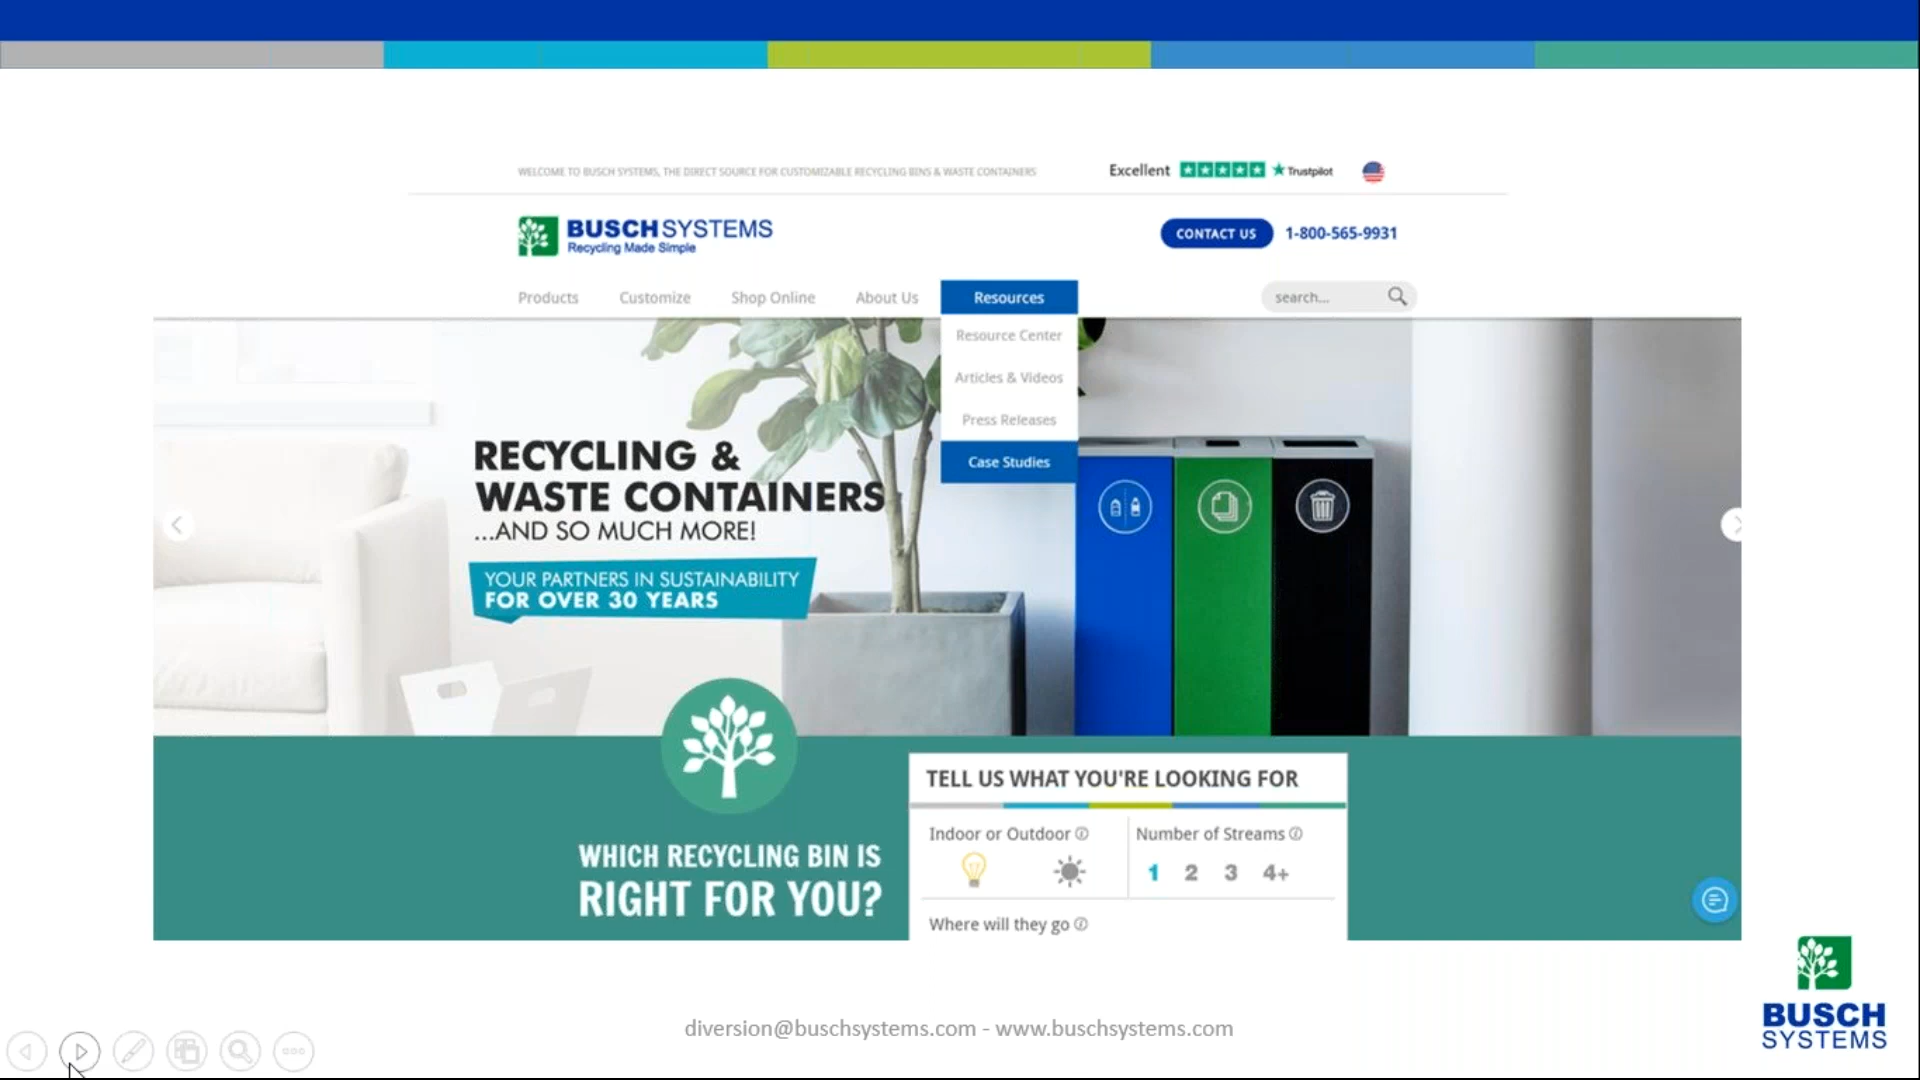 WELCOME TO BUSCH SYSTEMS, THE DIRECT SOURCE FOR CUSTOMIZABLE RECYCLING BINS & WASTE CONTAINERS
Excellent Trustpilot
BUSCH SYSTEMS
Recycling Made Simple
CONTACT US 1-800-565-9931
Products Customize Shop Online About Us Resources search...
Resource Center
Articles & Videos
Press Releases
Case Studies
RECYCLING &
WASTE CONTAINERS
...AND SO MUCH MORE!
YOUR PARTNERS IN SUSTAINABILITY
FOR OVER 30 YEARS
WHICH RECYCLING BIN IS
RIGHT FOR YOU?
TELL US WHAT YOU'RE LOOKING FOR
Indoor or Outdoor Number of Streams
1 2 3 4+
Where will they go
diversion@buschsystems.com - www.buschsystems.com
BUSCH
SYSTEMS